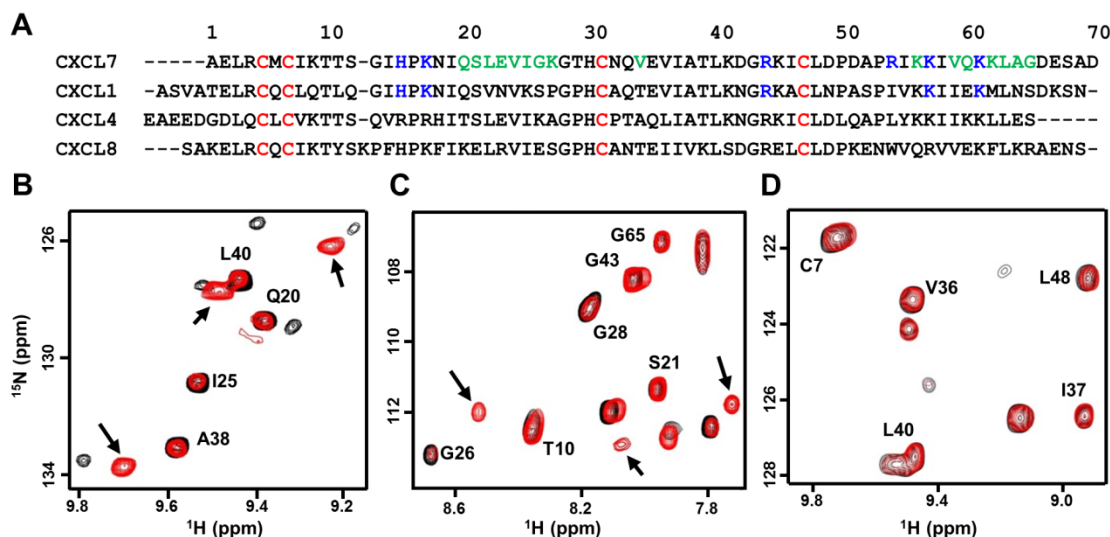 A
1 10 20 30 40 50 60 70
CXCL7 -----AELRCMCIKTTS-GIHPKNIQSLEVIGKGTHCNQVEVIATLKDGRKICLDPDAPRIKKIVQKKLAGDESAD
CXCL1 -ASVATELRCQCLQTLQ-GIHPKNIQSVNVKSPGPHCAQTEVIATLKNGRKACLNPASPIVKKIIEKMLNSDKSN-
CXCL4 EAEEDGDLQCLCVKTTS-QVRPRHITSLEVIKAGPHCPTAQLIATLKNGRKICLDLQAPLYKKIIKKLLES-----
CXCL8 ---SAKELRCQCIKTYSKPFHPKFIKELRVIESGPHCANTEIIVKLSDGRELCLDPKENWVQRVVEKFLKRAENS-
B
126
130
134
15N (ppm)
L40
Q20
I25
A38
9.8 9.6 9.4 9.2
1H (ppm)
C
108
110
112
G65
G43
G28
S21
G26
T10
8.6 8.2 7.8
1H (ppm)
D
122
124
126
128
C7
V36
L48
I37
L40
9.8 9.4 9.0
1H (ppm)